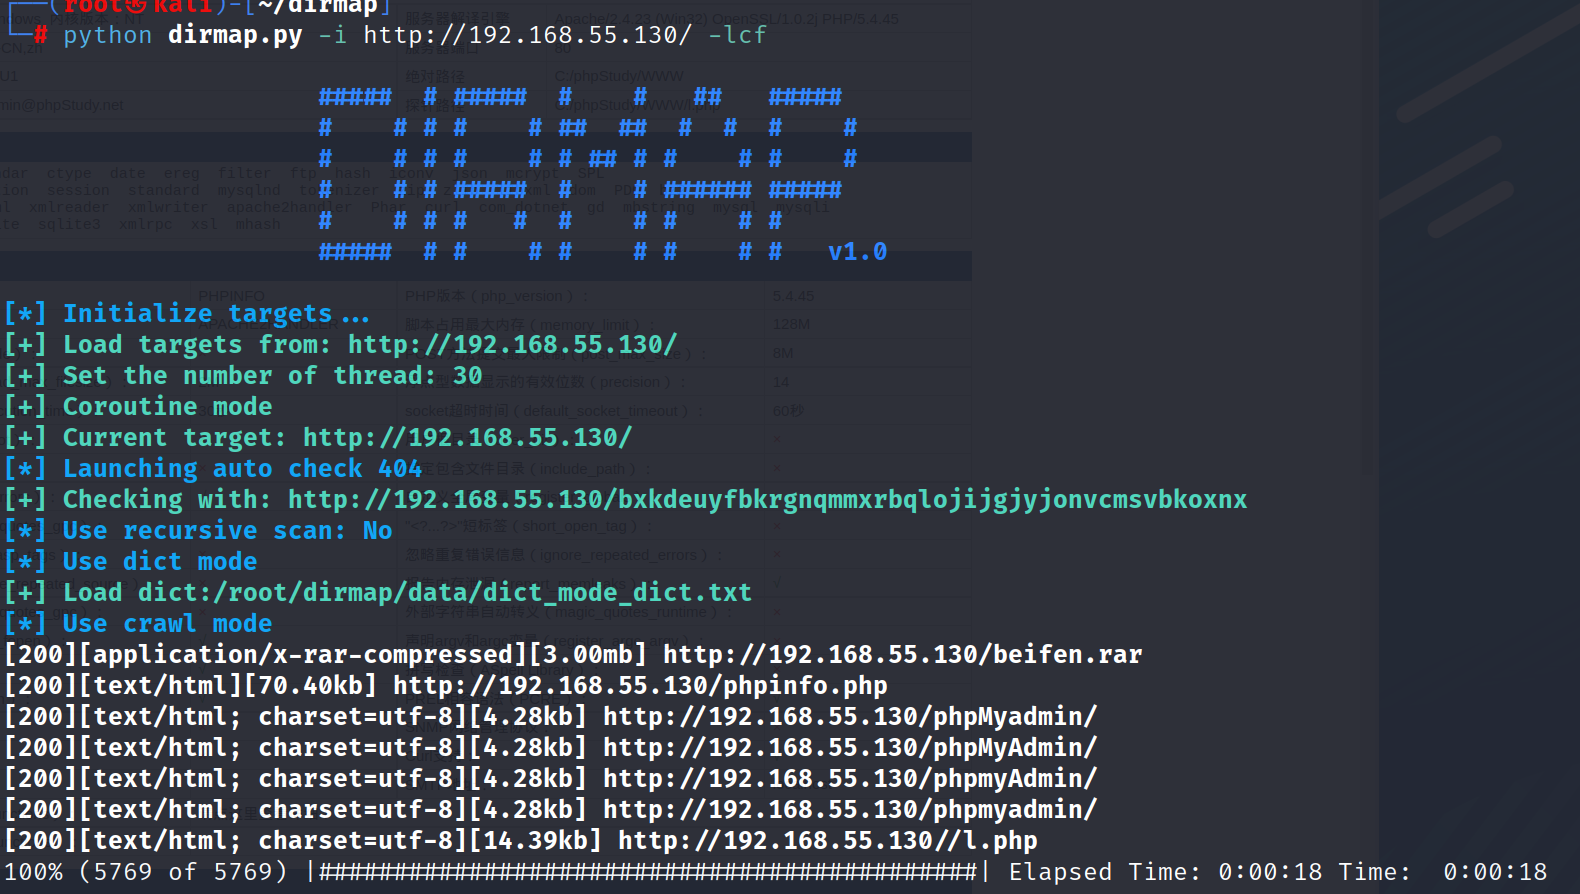 ┌──(root㉿kali)-[~/dirmap]
└─# python dirmap.py -i http://192.168.55.130/ -lcf
##### # ##### # # ## #####
# # # # # ## ## # # # #
# # # # # # ## # # # # #
# # # ##### # # ###### #####
# # # # # # # # # #
##### # # # # # # # # v1.0
[*] Initialize targets...
[+] Load targets from: http://192.168.55.130/
[+] Set the number of thread: 30
[+] Coroutine mode
[+] Current target: http://192.168.55.130/
[*] Launching auto check 404
[+] Checking with: http://192.168.55.130/bxkdeuyfbkrgnqmmxrbqlojijgjyjonvcmsvbkoxnx
[*] Use recursive scan: No
[*] Use dict mode
[+] Load dict:/root/dirmap/data/dict_mode_dict.txt
[*] Use crawl mode
[200][application/x-rar-compressed][3.00mb] http://192.168.55.130/beifen.rar
[200][text/html][70.40kb] http://192.168.55.130/phpinfo.php
[200][text/html; charset=utf-8][4.28kb] http://192.168.55.130/phpMyadmin/
[200][text/html; charset=utf-8][4.28kb] http://192.168.55.130/phpMyAdmin/
[200][text/html; charset=utf-8][4.28kb] http://192.168.55.130/phpmyAdmin/
[200][text/html; charset=utf-8][4.28kb] http://192.168.55.130/phpmyadmin/
[200][text/html; charset=utf-8][14.39kb] http://192.168.55.130//l.php
100% (5769 of 5769) |############################################| Elapsed Time: 0:00:18 Time: 0:00:18